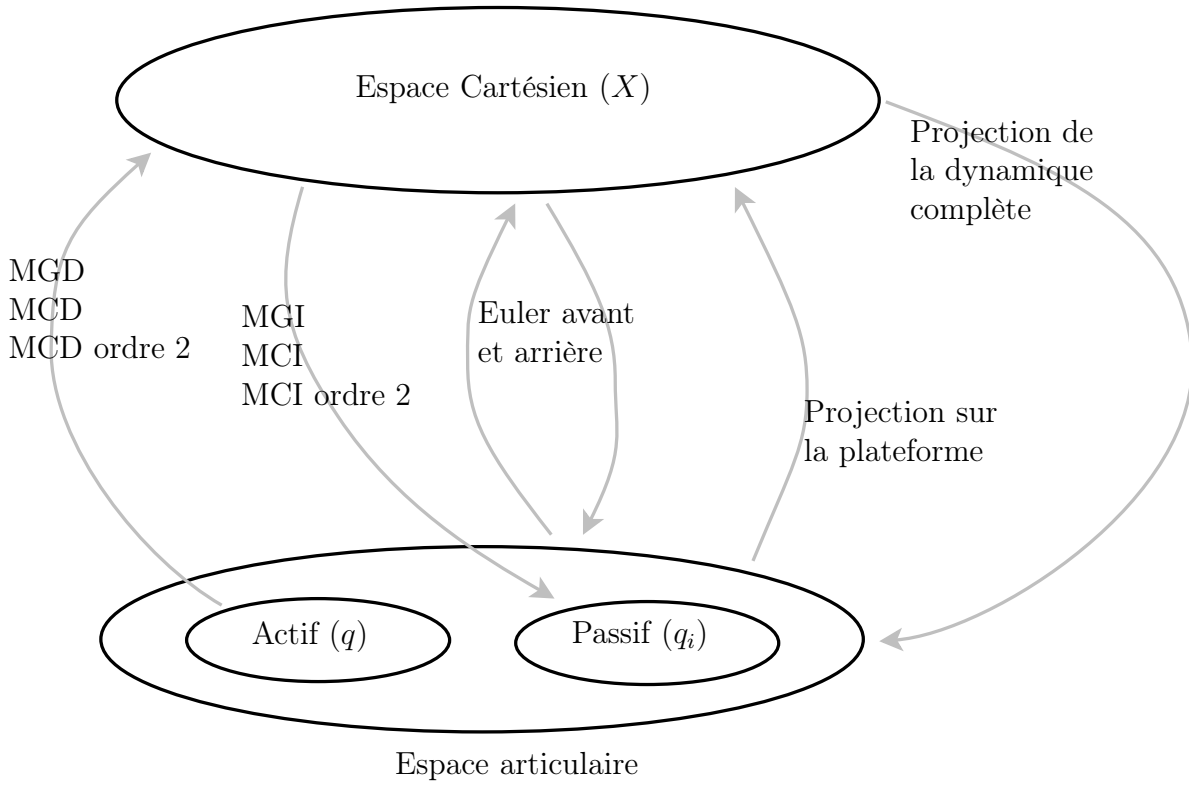 Espace Cartésien (X)
Projection de
la dynamique
complète
MGD
MCD
MCD ordre 2
MGI
MCI
MCI ordre 2
Euler avant
et arrière
Projection sur
la plateforme
Actif (q)
Passif (qᵢ)
Espace articulaire